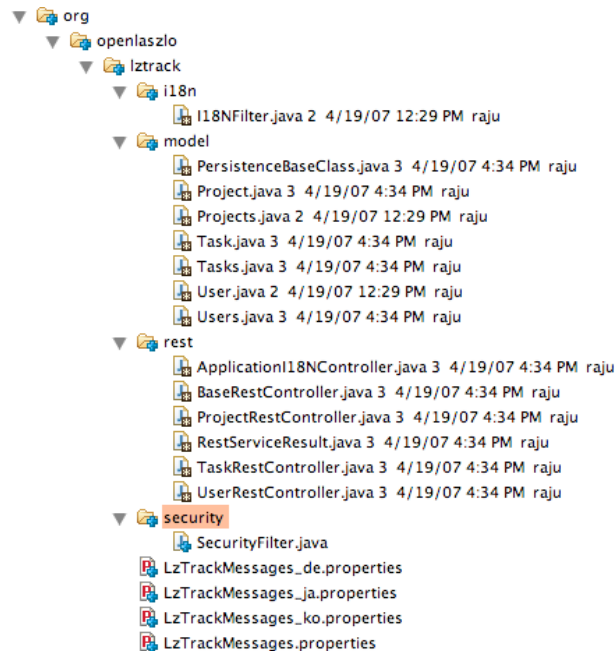 org
openlaszlo
lztrack
i18n
I18NFilter.java 2 4/19/07 12:29 PM raju
model
PersistenceBaseClass.java 3 4/19/07 4:34 PM raju
Project.java 3 4/19/07 4:34 PM raju
Projects.java 2 4/19/07 12:29 PM raju
Task.java 3 4/19/07 4:34 PM raju
Tasks.java 3 4/19/07 4:34 PM raju
User.java 2 4/19/07 12:29 PM raju
Users.java 3 4/19/07 4:34 PM raju
rest
ApplicationI18NController.java 3 4/19/07 4:34 PM raju
BaseRestController.java 3 4/19/07 4:34 PM raju
ProjectRestController.java 3 4/19/07 4:34 PM raju
RestServiceResult.java 3 4/19/07 4:34 PM raju
TaskRestController.java 3 4/19/07 4:34 PM raju
UserRestController.java 3 4/19/07 4:34 PM raju
security
SecurityFilter.java
LzTrackMessages_de.properties
LzTrackMessages_ja.properties
LzTrackMessages_ko.properties
LzTrackMessages.properties